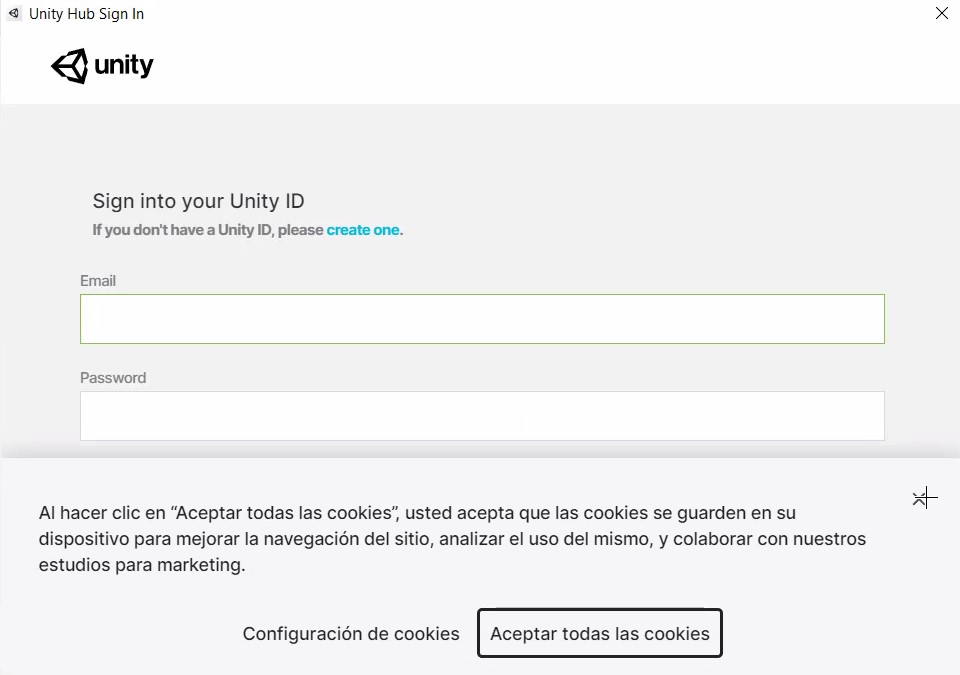 Unity Hub Sign In
unity
Sign into your Unity ID
If you don't have a Unity ID, please create one.
Email
Password
Al hacer clic en “Aceptar todas las cookies”, usted acepta que las cookies se guarden en su
dispositivo para mejorar la navegación del sitio, analizar el uso del mismo, y colaborar con nuestros
estudios para marketing.
Configuración de cookies
Aceptar todas las cookies